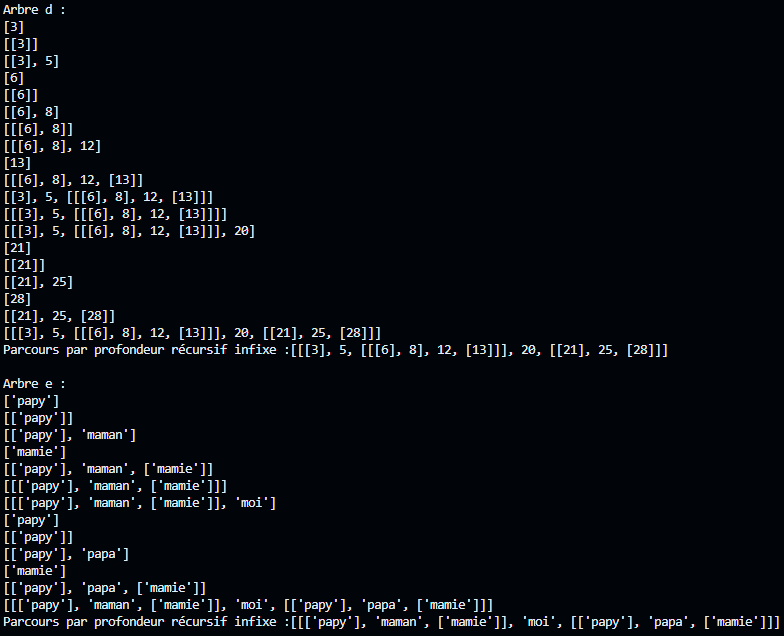 Arbre d :
[3]
[[3]]
[[3], 5]
[6]
[[6]]
[[6], 8]
[[[6], 8]]
[[[6], 8], 12]
[13]
[[[6], 8], 12, [13]]
[[3], 5, [[[6], 8], 12, [13]]]
[[[3], 5, [[[6], 8], 12, [13]]]]
[[[3], 5, [[[6], 8], 12, [13]]], 20]
[21]
[[21]]
[[21], 25]
[28]
[[21], 25, [28]]
[[[3], 5, [[[6], 8], 12, [13]]], 20, [[21], 25, [28]]]
Parcours par profondeur récursif infixe :[[[3], 5, [[[6], 8], 12, [13]]], 20, [[21], 25, [28]]]
Arbre e :
['papy']
[['papy']]
[['papy'], 'maman']
['mamie']
[['papy'], 'maman', ['mamie']]
[[['papy'], 'maman', ['mamie']]]
[[['papy'], 'maman', ['mamie']], 'moi']
['papy']
[['papy']]
[['papy'], 'papa']
['mamie']
[['papy'], 'papa', ['mamie']]
[[['papy'], 'maman', ['mamie']], 'moi', [['papy'], 'papa', ['mamie']]]
Parcours par profondeur récursif infixe :[[['papy'], 'maman', ['mamie']], 'moi', [['papy'], 'papa', ['mamie']]]